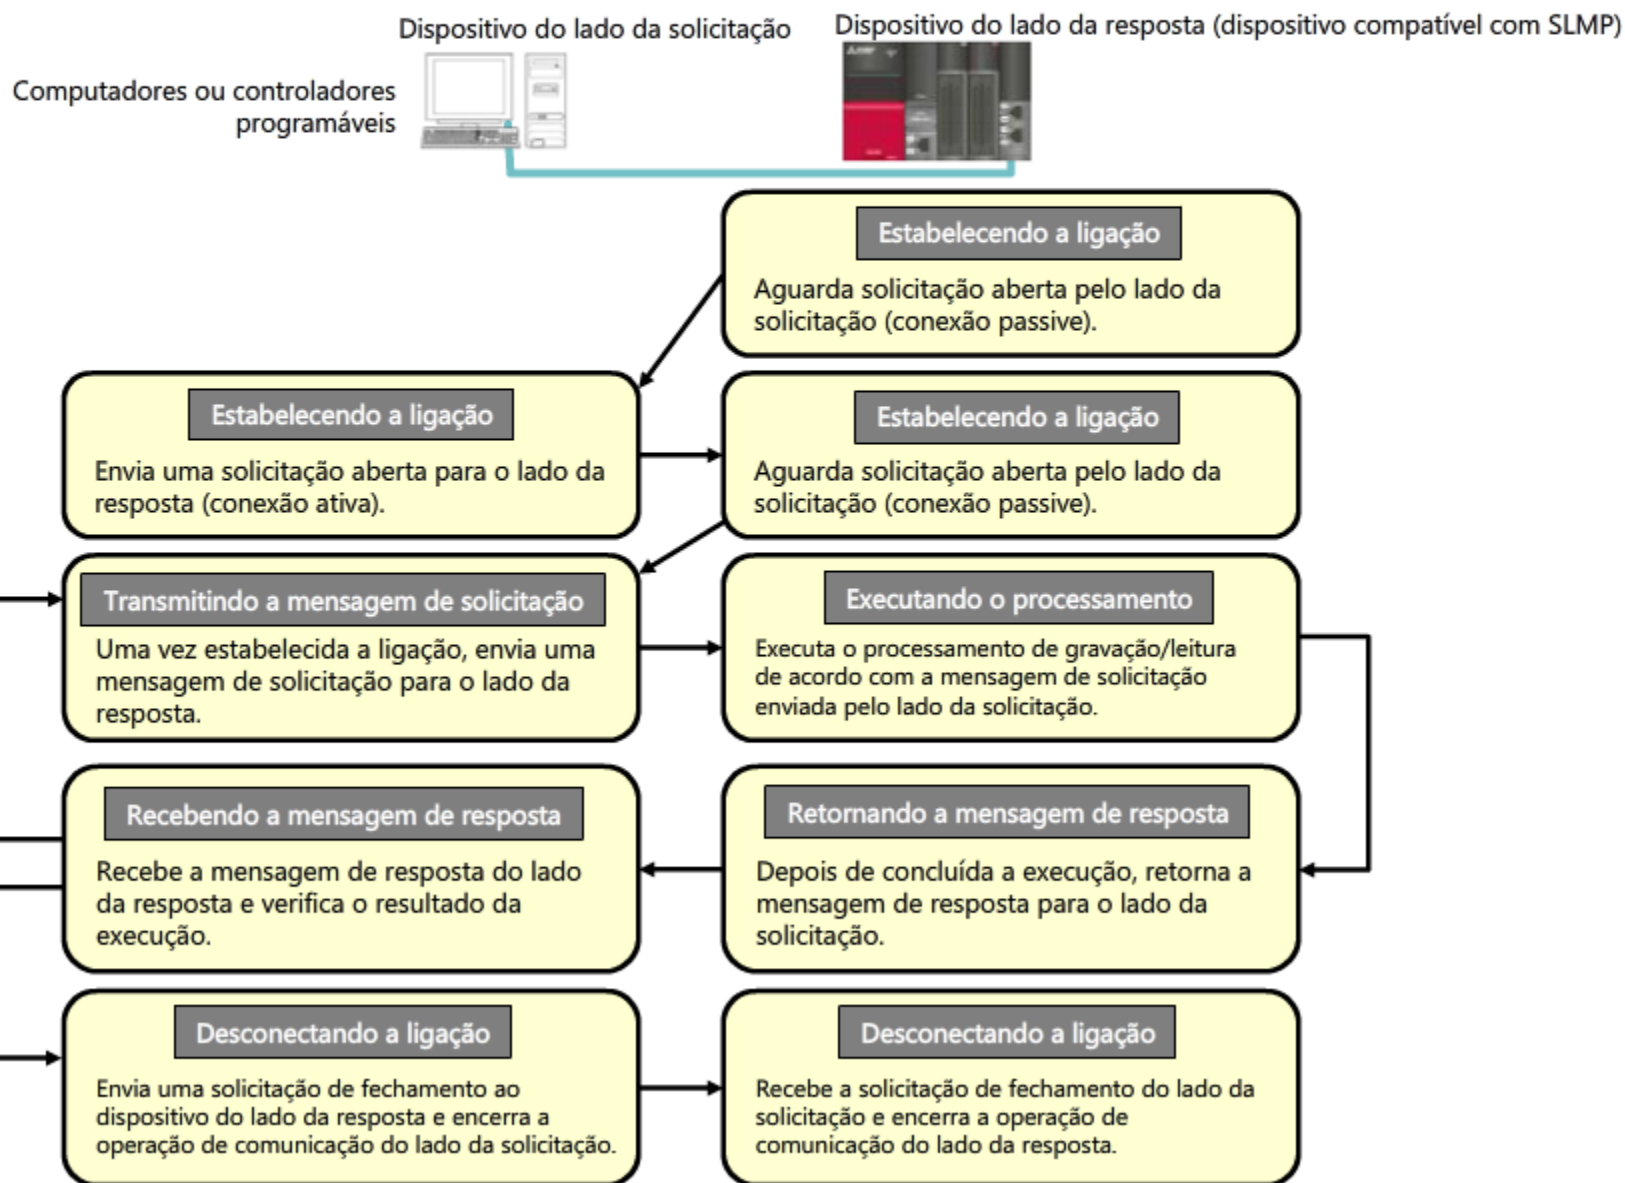 Dispositivo do lado da solicitação
Dispositivo do lado da resposta (dispositivo compatível com SLMP)
Computadores ou controladores
programáveis
Estabelecendo a ligação
Aguarda solicitação aberta pelo lado da
solicitação (conexão passive).
Estabelecendo a ligação
Envia uma solicitação aberta para o lado da
resposta (conexão ativa).
Estabelecendo a ligação
Aguarda solicitação aberta pelo lado da
solicitação (conexão passive).
Transmitindo a mensagem de solicitação
Uma vez estabelecida a ligação, envia uma
mensagem de solicitação para o lado da
resposta.
Executando o processamento
Executa o processamento de gravação/leitura
de acordo com a mensagem de solicitação
enviada pelo lado da solicitação.
Recebendo a mensagem de resposta
Recebe a mensagem de resposta do lado
da resposta e verifica o resultado da
execução.
Retornando a mensagem de resposta
Depois de concluída a execução, retorna a
mensagem de resposta para o lado da
solicitação.
Desconectando a ligação
Envia uma solicitação de fechamento ao
dispositivo do lado da resposta e encerra a
operação de comunicação do lado da solicitação.
Desconectando a ligação
Recebe a solicitação de fechamento do lado da
solicitação e encerra a operação de
comunicação do lado da resposta.